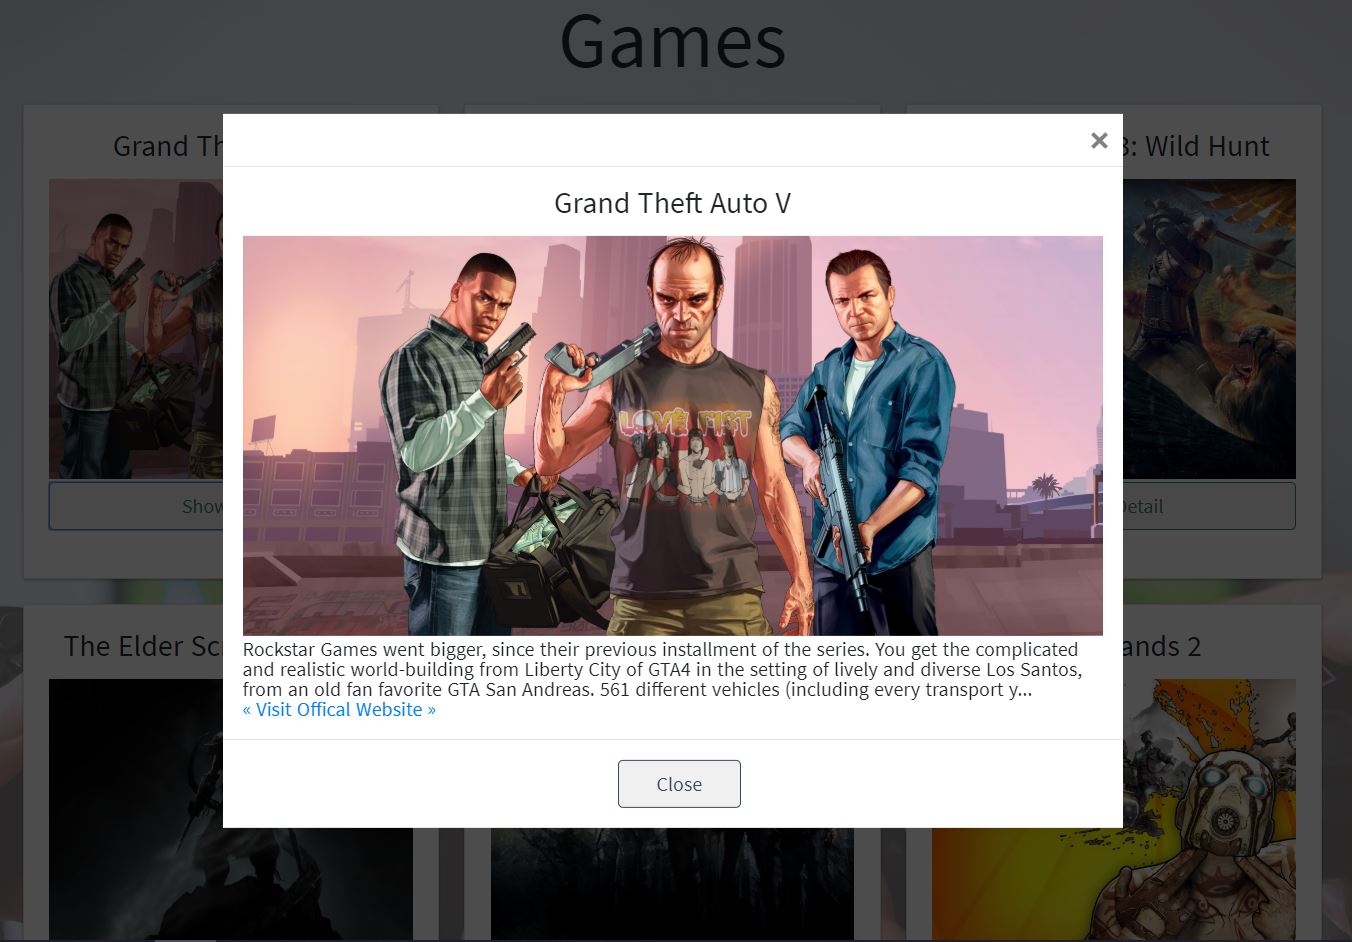 Games
Grand Th
3: Wild Hunt
×
Grand Theft Auto V
LOVE FIST
Show
Detail
Rockstar Games went bigger, since their previous installment of the series. You get the complicated
and realistic world-building from Liberty City of GTA4 in the setting of lively and diverse Los Santos,
from an old fan favorite GTA San Andreas. 561 different vehicles (including every transport y...
« Visit Offical Website »
The Elder Sc
ands 2
Close